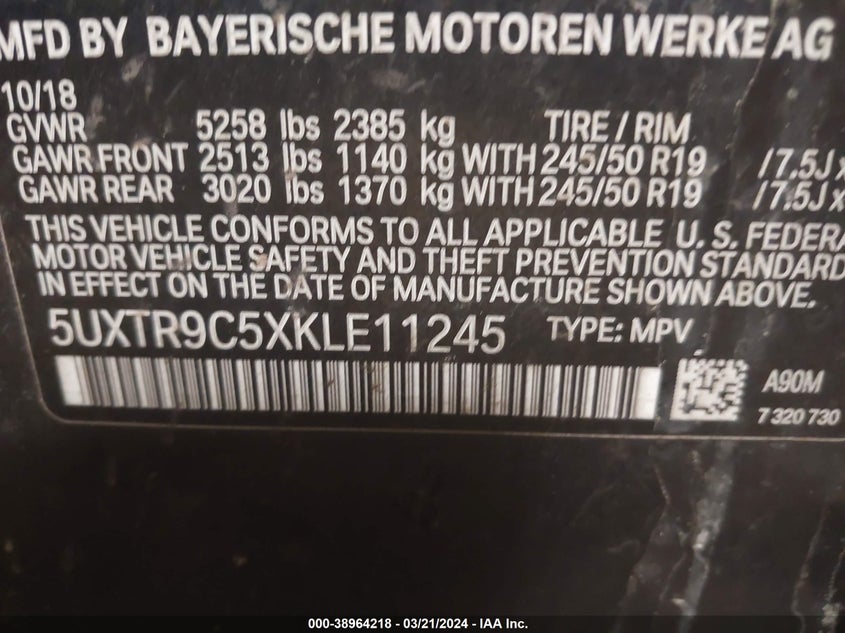 MFD BY BAYERISCHE MOTOREN WERKE AG
10/18
GVWR 5258 lbs 2385 kg TIRE / RIM
GAWR FRONT 2513 lbs 1140 kg WITH 245/50 R19 /7.5J x
GAWR REAR 3020 lbs 1370 kg WITH 245/50 R19 /7.5J x
THIS VEHICLE CONFORMS TO ALL APPLICABLE U. S. FEDERA
MOTOR VEHICLE SAFETY AND THEFT PREVENTION STANDARD
IN EFFECT ON THE DATE OF MANUFACTURE SHOWN ABOVE.
5UXTR9C5XKLE11245 TYPE: MPV
A90M
7 320 730
000-38964218 - 03/21/2024 - IAA Inc.